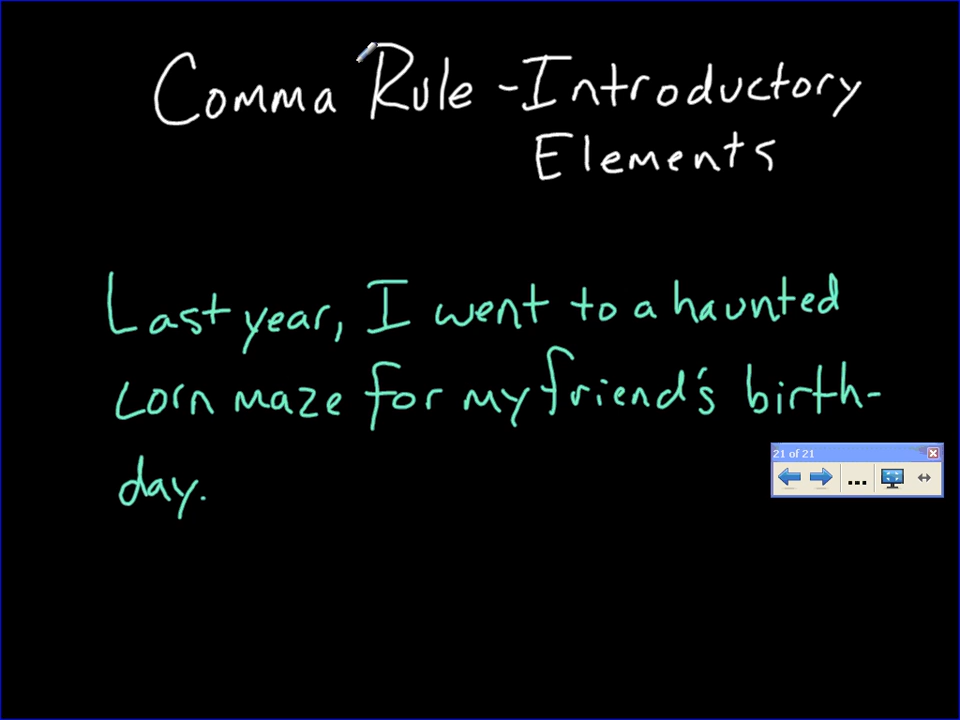 Comma Rule - Introductory
Elements
Last year, I went to a haunted
corn maze for my friend's birth-
day.
21 of 21
...